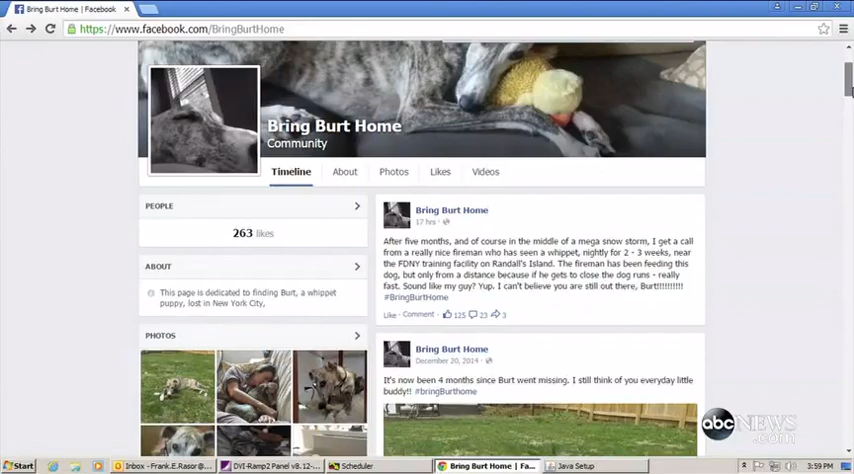 Bring Burt Home | Facebook
https://www.facebook.com/BringBurtHome
Bring Burt Home
Community
Timeline About Photos Likes Videos
PEOPLE
263 likes
ABOUT
This page is dedicated to finding Burt, a whippet
puppy, lost in New York City,
PHOTOS
Bring Burt Home
17 hrs ·
After five months, and of course in the middle of a mega snow storm, I get a call
from a really nice fireman who has seen a whippet, nightly for 2 - 3 weeks, near
the FDNY training facility on Randall's Island. The fireman has been feeding this
dog, but only from a distance because if he gets to close the dog runs - really
fast. Sound like my guy? Yup. I can't believe you are still out there, Burt!!!!!!!!!!
#BringBurtHome
Like · Comment · 125 23 3
Bring Burt Home
December 20, 2014 ·
It's now been 4 months since Burt went missing. I still think of you everyday little
buddy!! #bringBurthome
abc NEWS
.com
Start Inbox - Frank.E.Rasor@... DVI-Ramp2 Panel v8.12-... Scheduler Bring Burt Home | Fa... Java Setup 3:59 PM